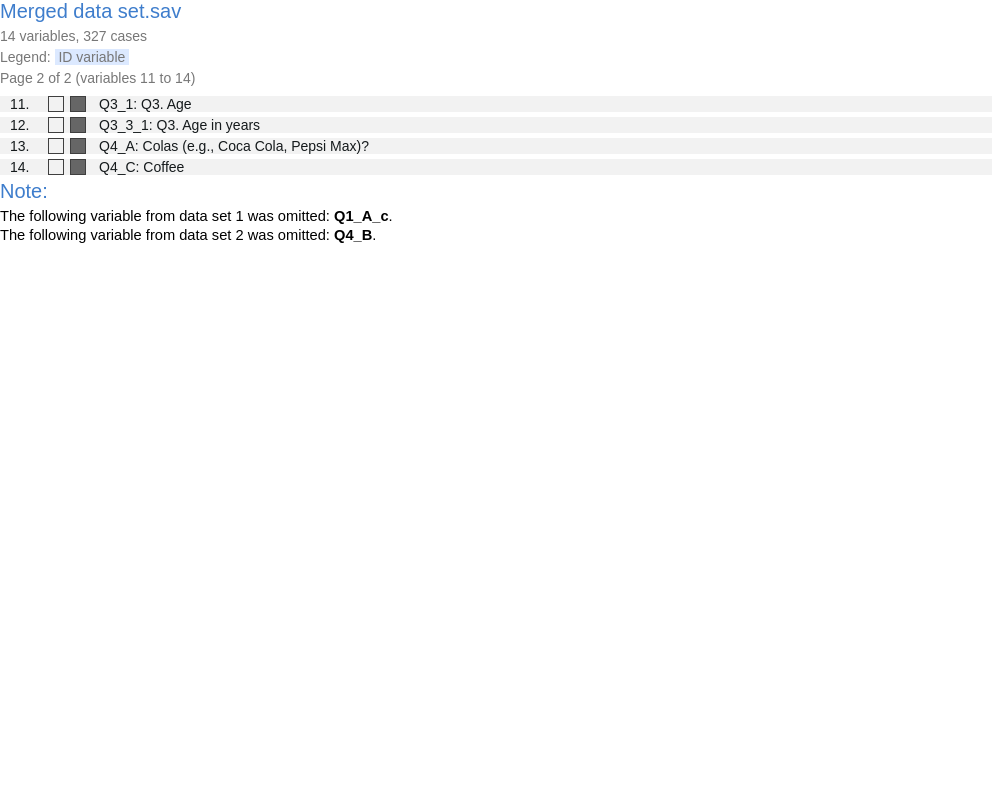 Merged data set.sav
14 variables, 327 cases
Legend: ID variable
Page 2 of 2 (variables 11 to 14)
11. Q3_1: Q3. Age
12. Q3_3_1: Q3. Age in years
13. Q4_A: Colas (e.g., Coca Cola, Pepsi Max)?
14. Q4_C: Coffee
Note:
The following variable from data set 1 was omitted: Q1_A_c.
The following variable from data set 2 was omitted: Q4_B.